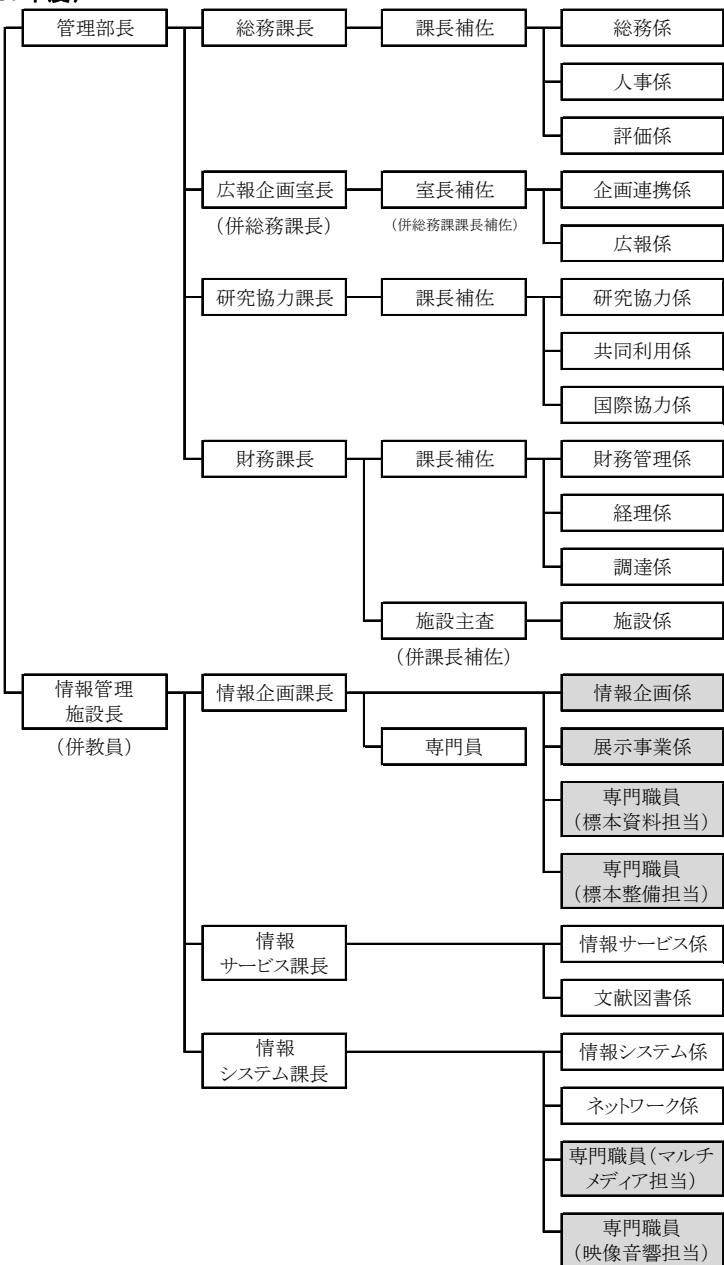 管理部長
総務課長
課長補佐
総務係
人事係
評価係
広報企画室長
（併総務課長）
室長補佐
（併総務課課長補佐）
企画連携係
広報係
研究協力課長
課長補佐
研究協力係
共同利用係
国際協力係
財務課長
課長補佐
財務管理係
経理係
調達係
施設主査
（併課長補佐）
施設係
情報管理
施設長
（併教員）
情報企画課長
専門員
情報企画係
展示事業係
専門職員
（標本資料担当）
専門職員
（標本整備担当）
情報
サービス課長
情報サービス係
文献図書係
情報
システム課長
情報システム係
ネットワーク係
専門職員（マルチ
メディア担当）
専門職員
（映像音響担当）